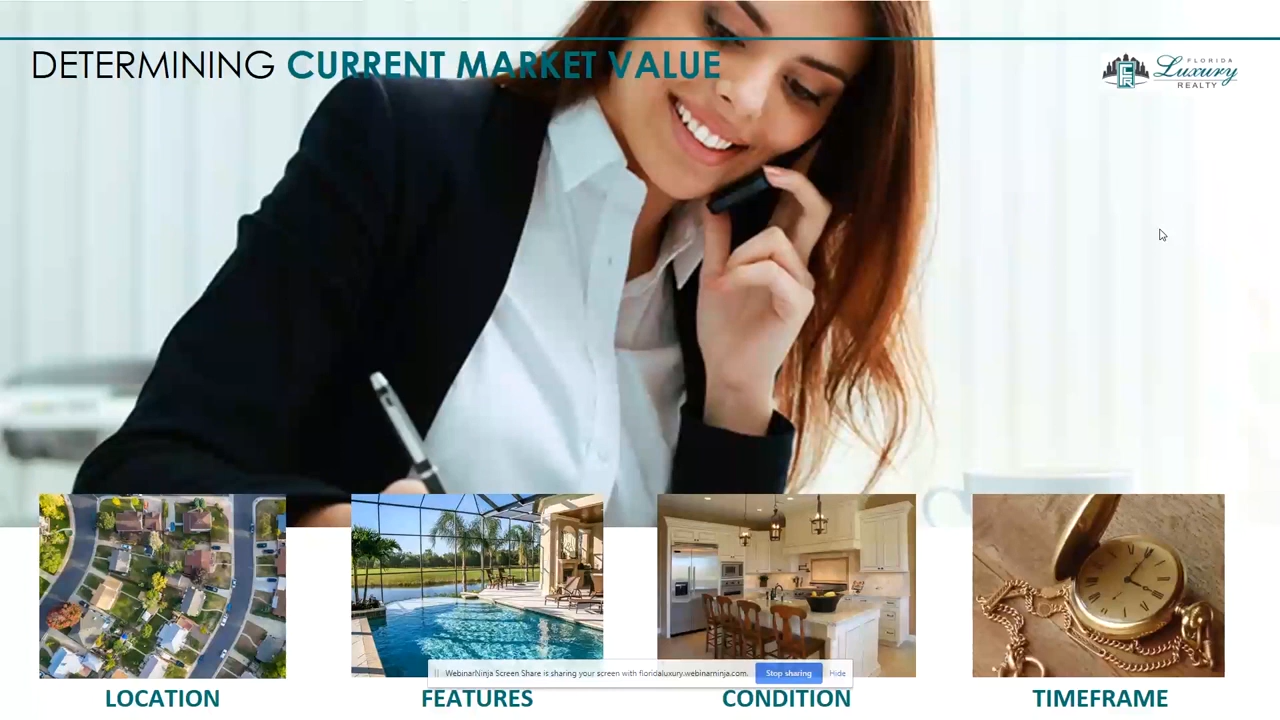 DETERMINING CURRENT MARKET VALUE
FLORIDA
Luxury
REALTY
WebinarNinja Screen Share is sharing your screen with floridaluxury.webinarninja.com.
Stop sharing
Hide
LOCATION
FEATURES
CONDITION
TIMEFRAME